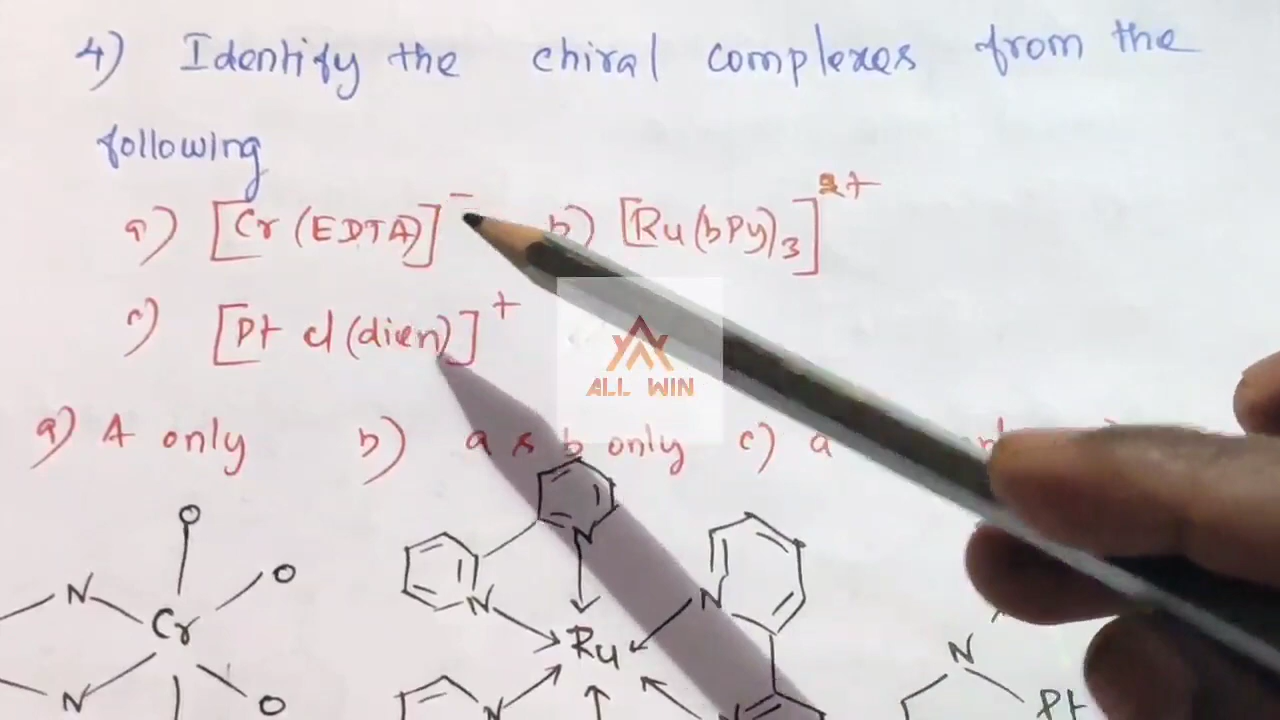 4) Identify the chiral complexes from the
following
a) [Cr (EDTA)]⁻ b) [Ru (bPy)₃]²⁺
c) [Pt cl (dien)]⁺
ALL WIN
a) A only b) a & b only c) a
O
N O
Cr
N O
N
N N
Ru
N
N
Pt